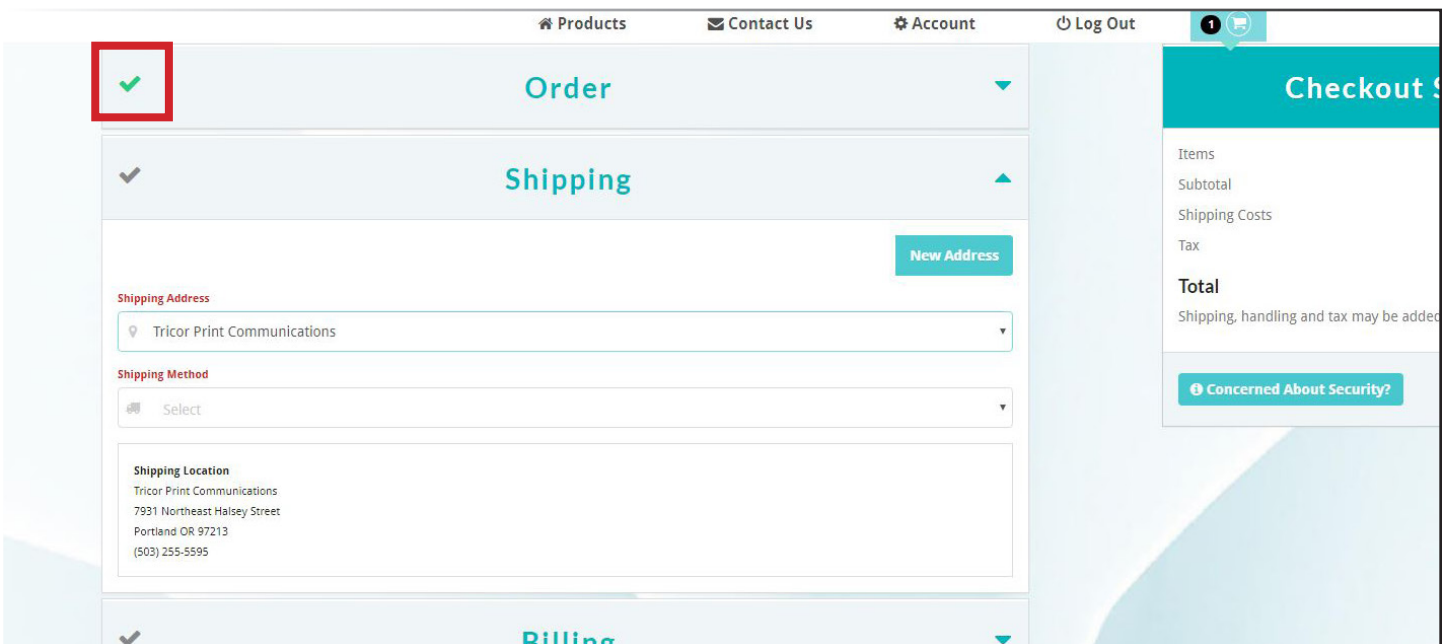 Products Contact Us Account Log Out 1
Order
Shipping
New Address
Shipping Address
Tricor Print Communications
Shipping Method
Select
Shipping Location
Tricor Print Communications
7931 Northeast Halsey Street
Portland OR 97213
(503) 255-5595
Billing
Checkout
Items
Subtotal
Shipping Costs
Tax
Total
Shipping, handling and tax may be added
Concerned About Security?